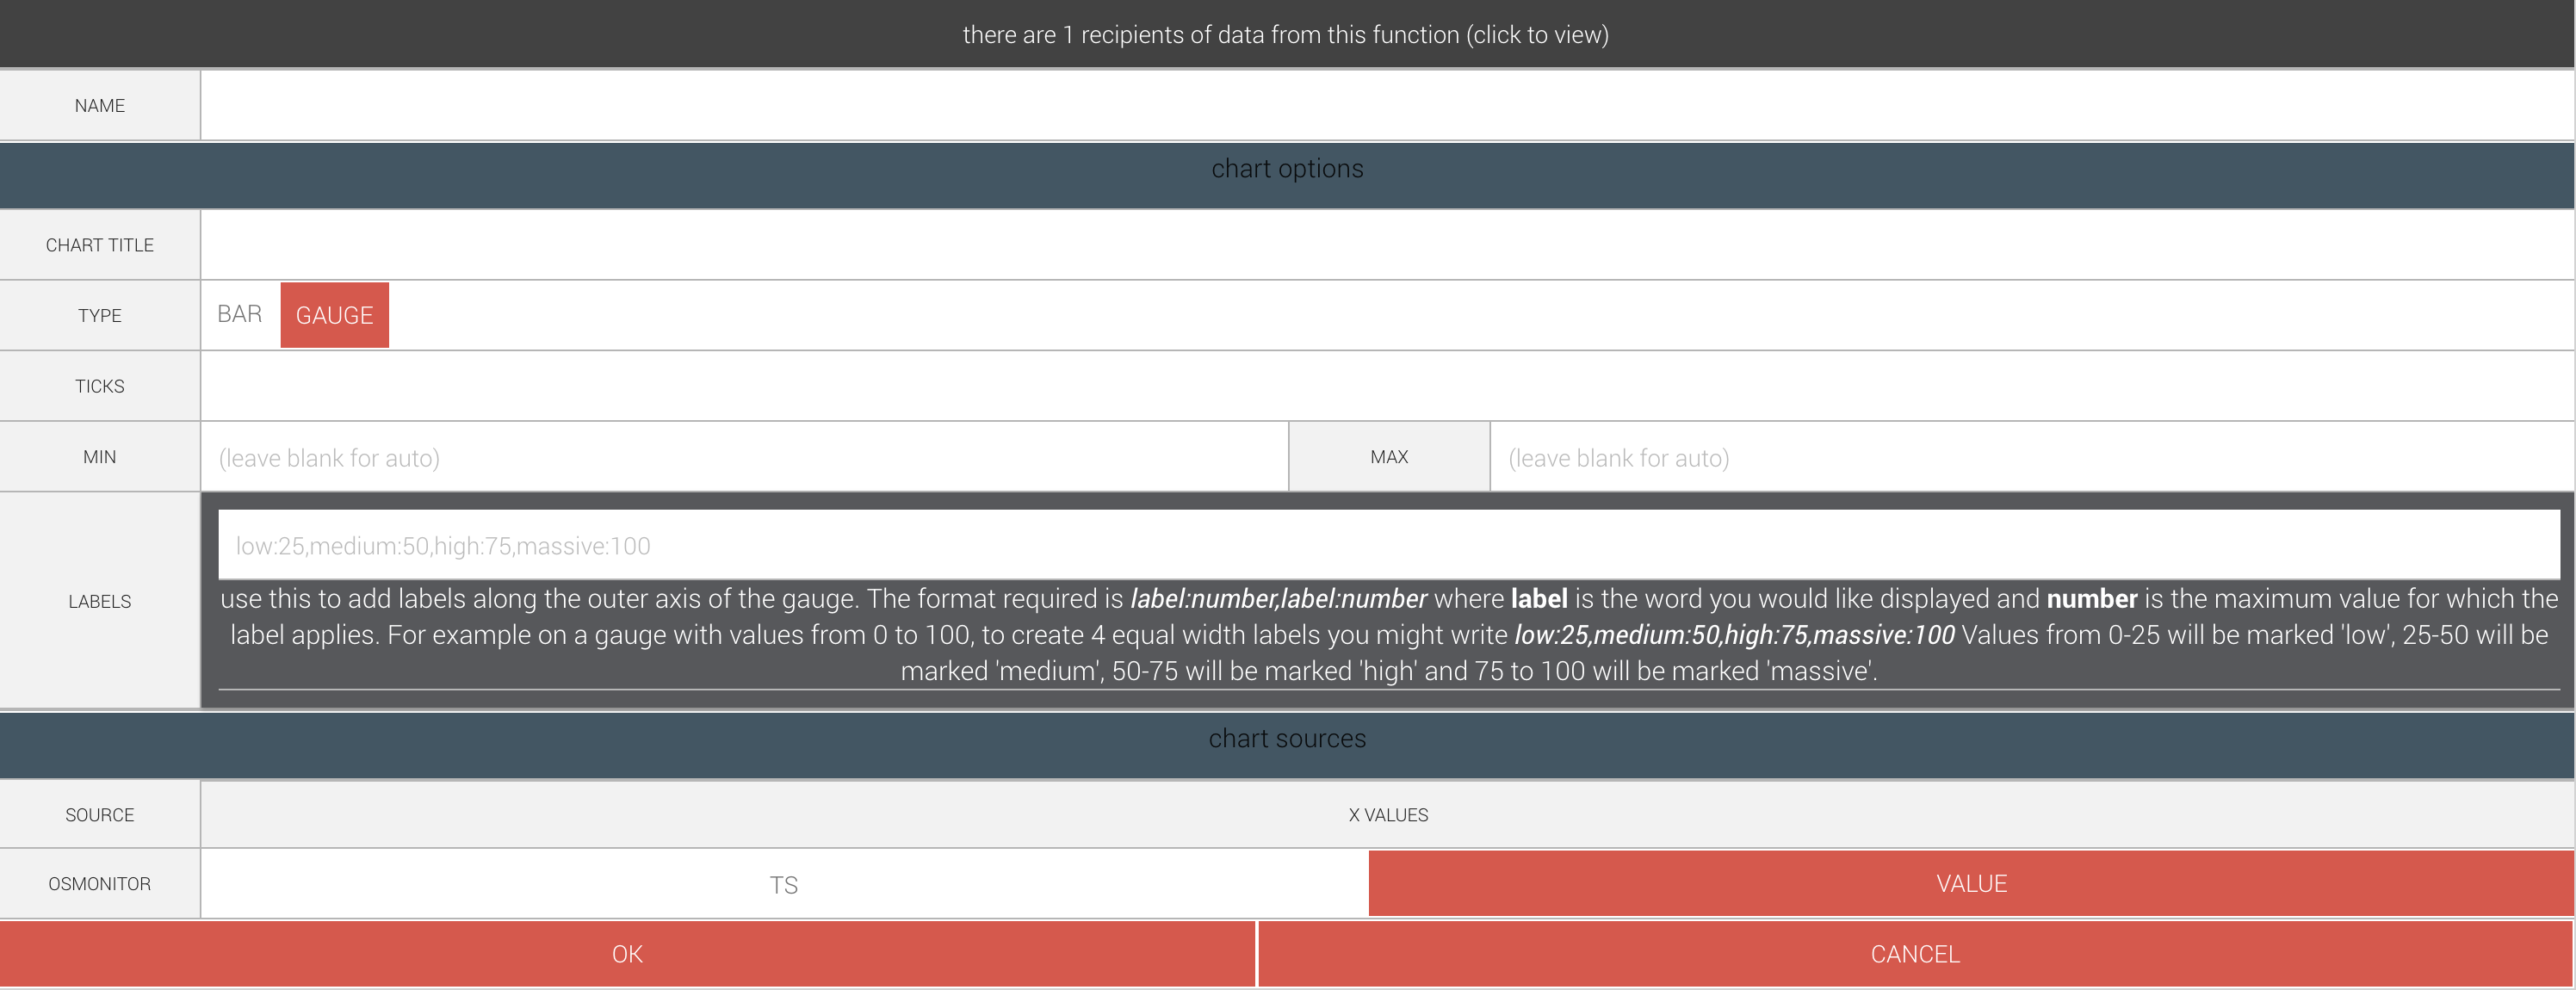 there are 1 recipients of data from this function (click to view)
NAME
chart options
CHART TITLE
TYPE BAR GAUGE
TICKS
MIN (leave blank for auto) MAX (leave blank for auto)
low:25,medium:50,high:75,massive:100
LABELS
use this to add labels along the outer axis of the gauge. The format required is label:number,label:number where label is the word you would like displayed and number is the maximum value for which the
label applies. For example on a gauge with values from 0 to 100, to create 4 equal width labels you might write low:25,medium:50,high:75,massive:100 Values from 0-25 will be marked 'low', 25-50 will be
marked 'medium', 50-75 will be marked 'high' and 75 to 100 will be marked 'massive'.
chart sources
SOURCE X VALUES
OSMONITOR TS VALUE
OK CANCEL